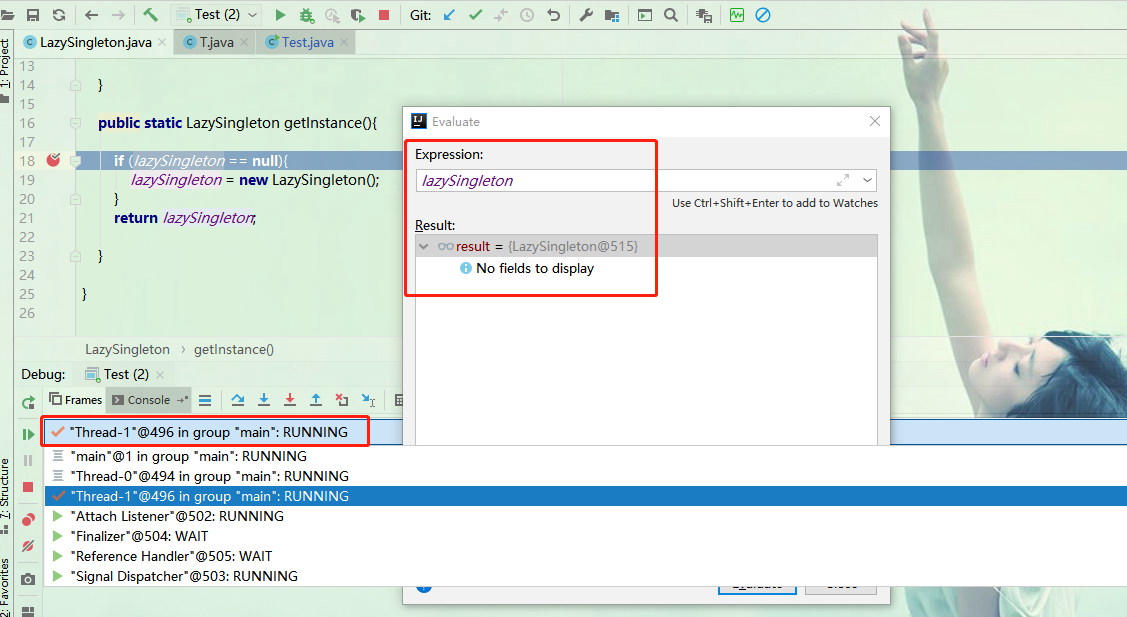 Test (2)
Git:
LazySingleton.java
T.java
Test.java
1: Project
13
14 }
15
16 public static LazySingleton getInstance(){
17
18 if (lazySingleton == null){
19 lazySingleton = new LazySingleton();
20 }
21 return lazySingleton;
22
23 }
24
25 }
26
LazySingleton › getInstance()
Evaluate
Expression:
lazySingleton
Use Ctrl+Shift+Enter to add to Watches
Result:
result = {LazySingleton@515}
No fields to display
Debug: Test (2)
Frames
Console
"Thread-1"@496 in group "main": RUNNING
"main"@1 in group "main": RUNNING
"Thread-0"@494 in group "main": RUNNING
"Thread-1"@496 in group "main": RUNNING
"Attach Listener"@502: RUNNING
"Finalizer"@504: WAIT
"Reference Handler"@505: WAIT
"Signal Dispatcher"@503: RUNNING
7: Structure
2: Favorites